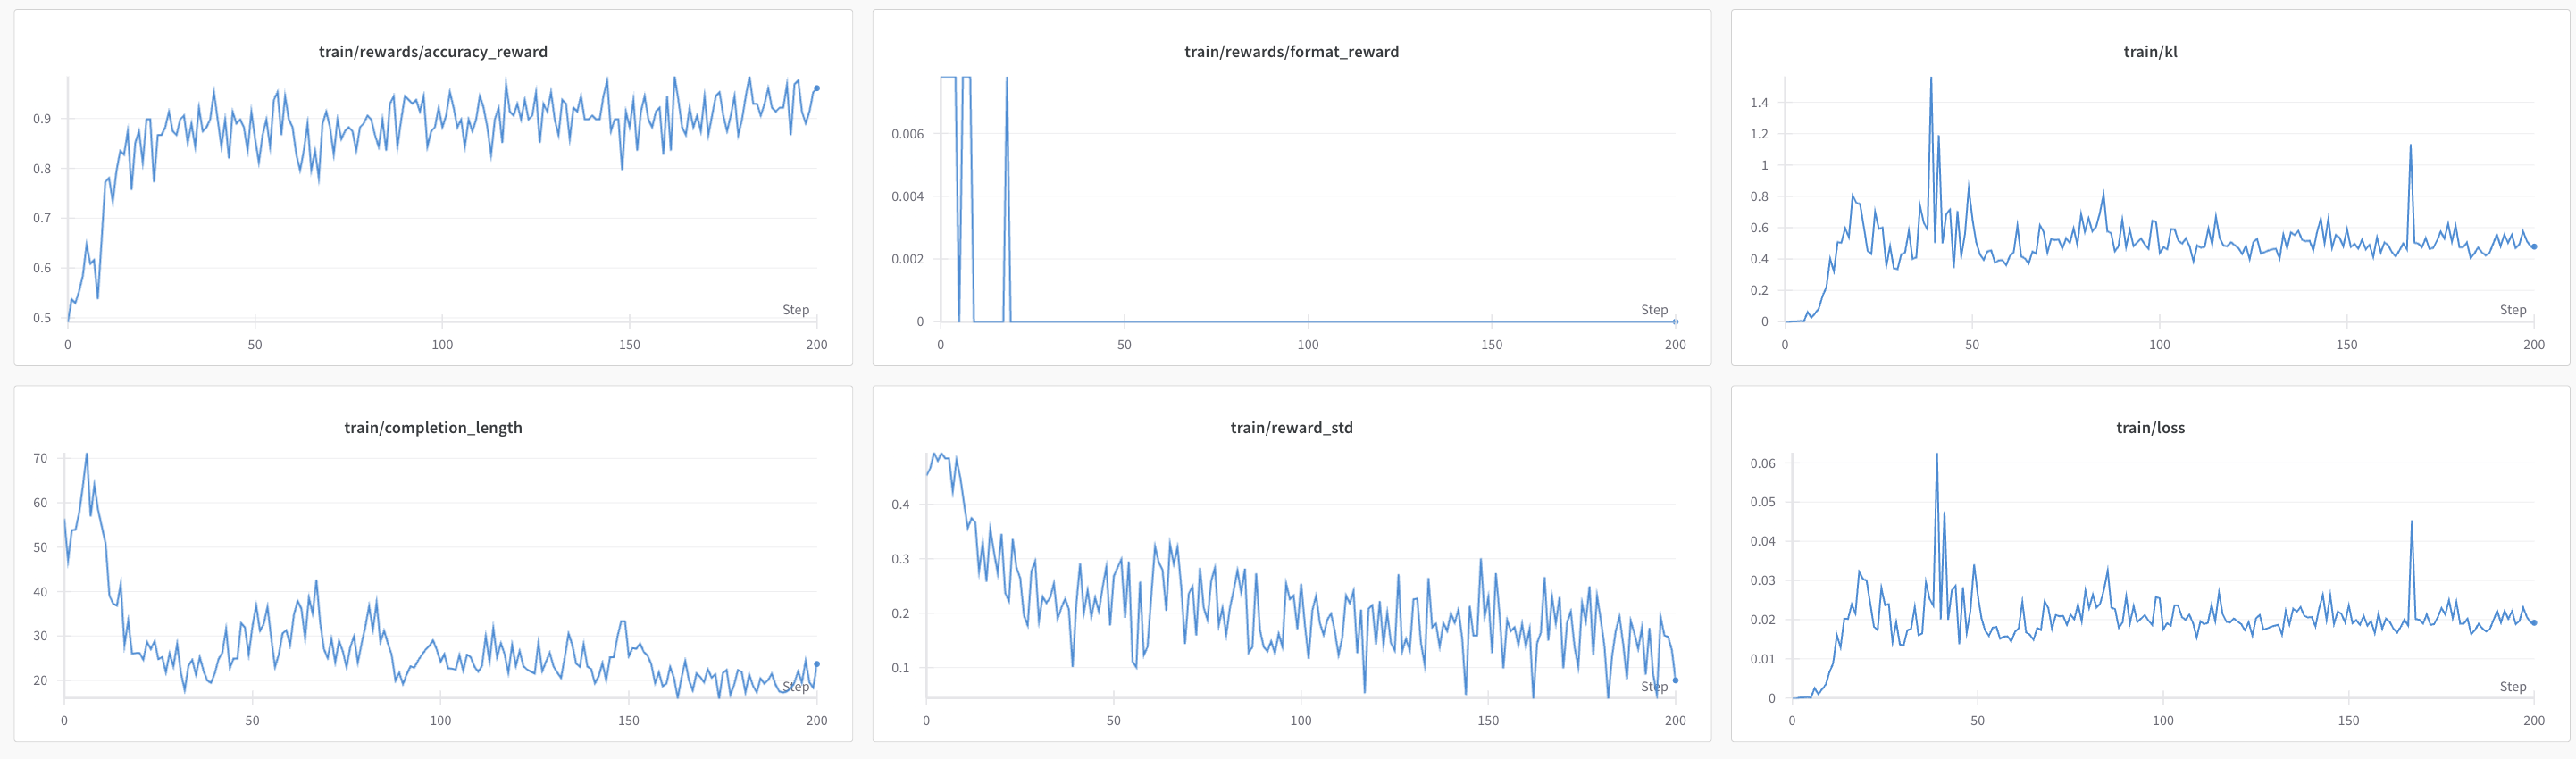 train/rewards/accuracy_reward
0.9
0.8
0.7
0.6
0.5
Step
0 50 100 150 200
train/rewards/format_reward
0.006
0.004
0.002
0
Step
0 50 100 150 200
train/kl
1.4
1.2
1
0.8
0.6
0.4
0.2
0
Step
0 50 100 150 200
train/completion_length
70
60
50
40
30
20
Step
0 50 100 150 200
train/reward_std
0.4
0.3
0.2
0.1
Step
0 50 100 150 200
train/loss
0.06
0.05
0.04
0.03
0.02
0.01
0
Step
0 50 100 150 200